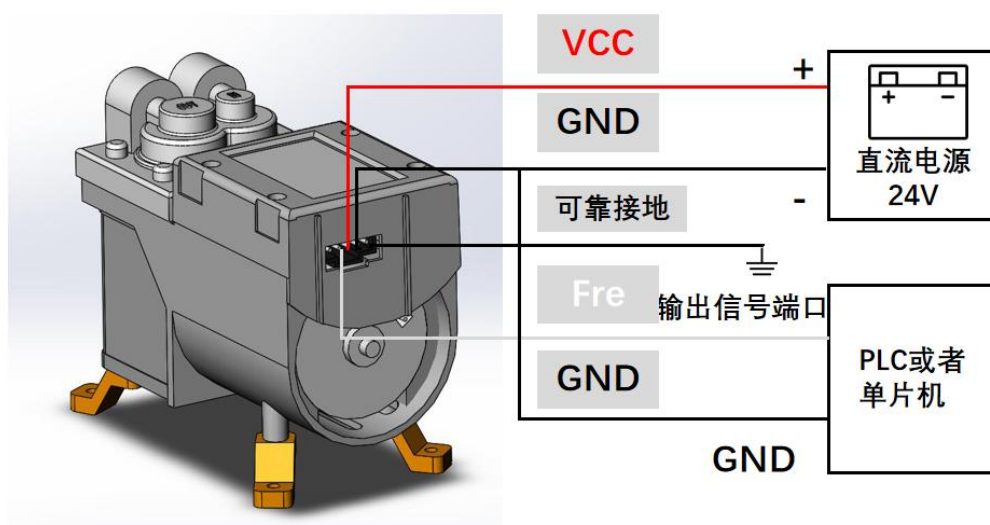 VCC
+
GND
+ -
直流电源
24V
可靠接地
-
Fre
输出信号端口
PLC或者
单片机
GND
GND